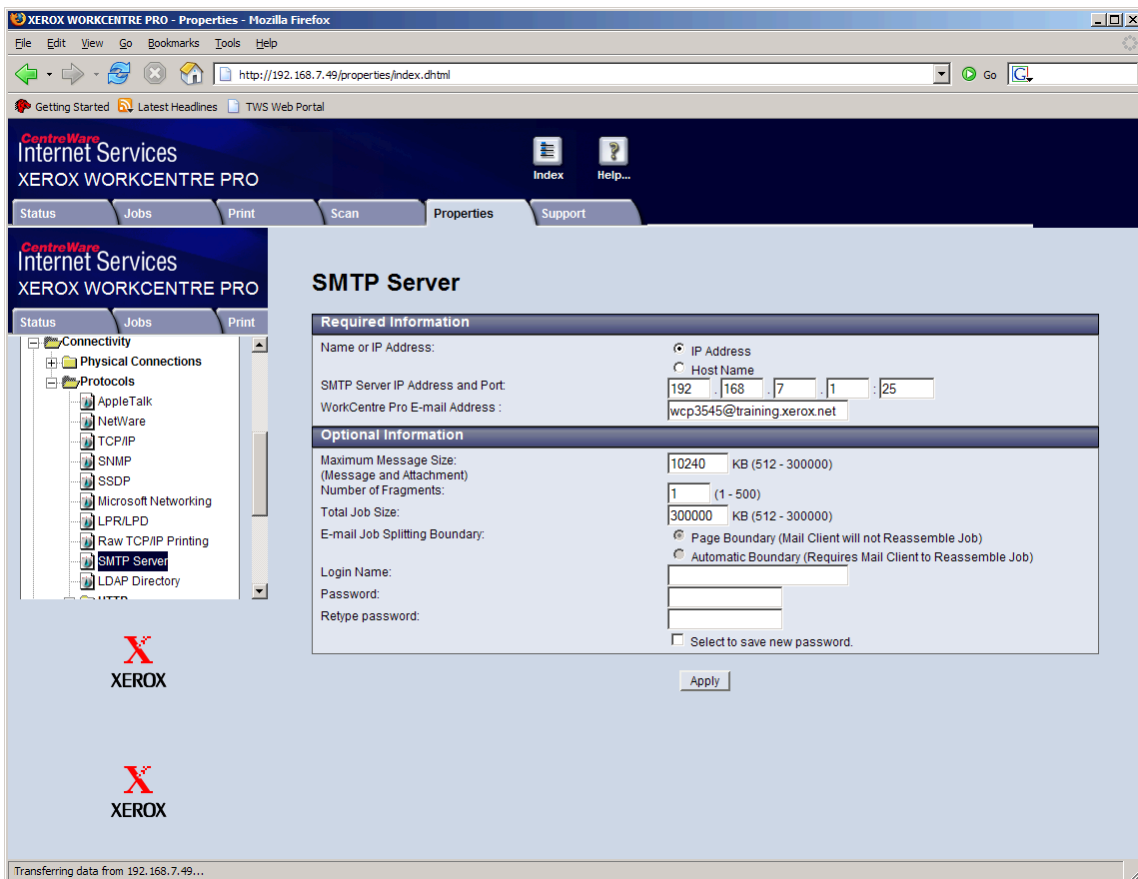 XEROX WORKCENTRE PRO - Properties - Mozilla Firefox
File Edit View Go Bookmarks Tools Help
http://192.168.7.49/properties/index.dhtml Go G
Getting Started Latest Headlines TWS Web Portal
CentreWare
Internet Services
XEROX WORKCENTRE PRO
Index Help...
Status Jobs Print Scan Properties Support
CentreWare
Internet Services
XEROX WORKCENTRE PRO
Status Jobs Print
Connectivity
Physical Connections
Protocols
AppleTalk
NetWare
TCP/IP
SNMP
SSDP
Microsoft Networking
LPR/LPD
Raw TCP/IP Printing
SMTP Server
LDAP Directory
HTTP
X
XEROX
X
XEROX
SMTP Server
Required Information
Name or IP Address: IP Address
Host Name
SMTP Server IP Address and Port: 192 . 168 . 7 . 1 : 25
WorkCentre Pro E-mail Address : wcp3545@training.xerox.net
Optional Information
Maximum Message Size: 10240 KB (512 - 300000)
(Message and Attachment)
Number of Fragments: 1 (1 - 500)
Total Job Size: 300000 KB (512 - 300000)
E-mail Job Splitting Boundary: Page Boundary (Mail Client will not Reassemble Job)
Automatic Boundary (Requires Mail Client to Reassemble Job)
Login Name:
Password:
Retype password:
Select to save new password.
Apply
Transferring data from 192.168.7.49...